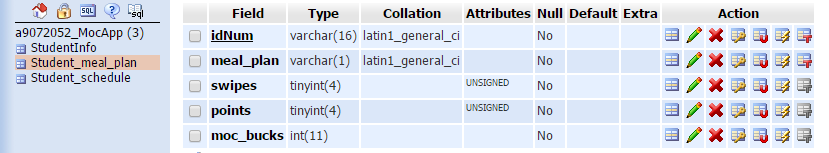 sql
a9072052_MocApp (3)
StudentInfo
Student_meal_plan
Student_schedule
Field Type Collation Attributes Null Default Extra Action
idNum varchar(16) latin1_general_ci No
meal_plan varchar(1) latin1_general_ci No
swipes tinyint(4) UNSIGNED No
points tinyint(4) UNSIGNED No
moc_bucks int(11) No